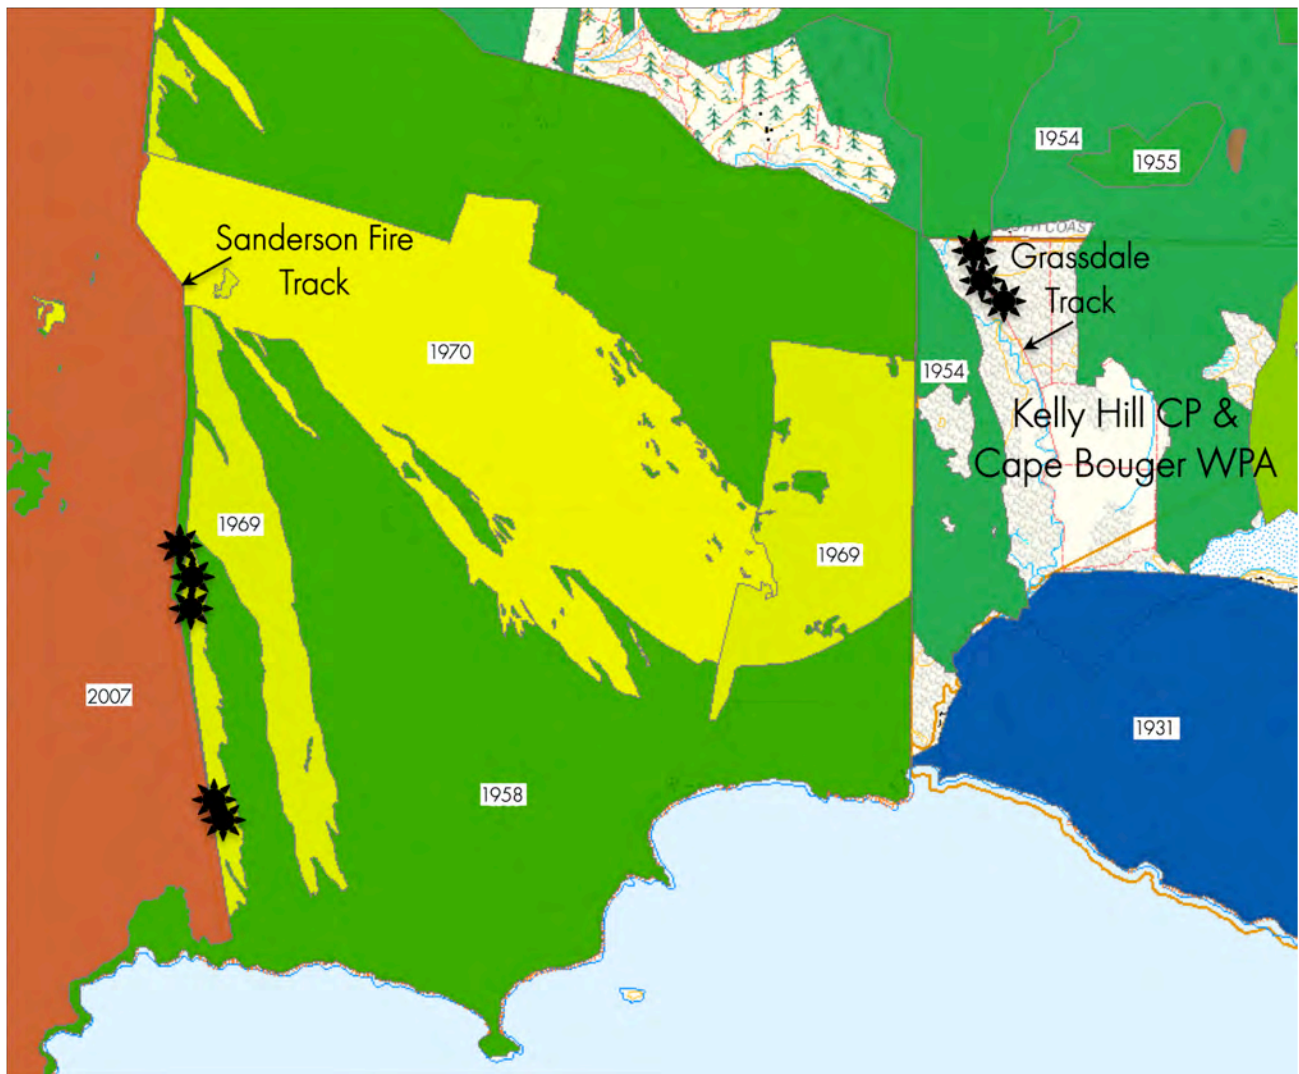 1954
1955
Sanderson Fire
Track
Grassdale
Track
1970
1954
Kelly Hill CP &
Cape Bouger WPA
1969
1969
2007
1931
1958